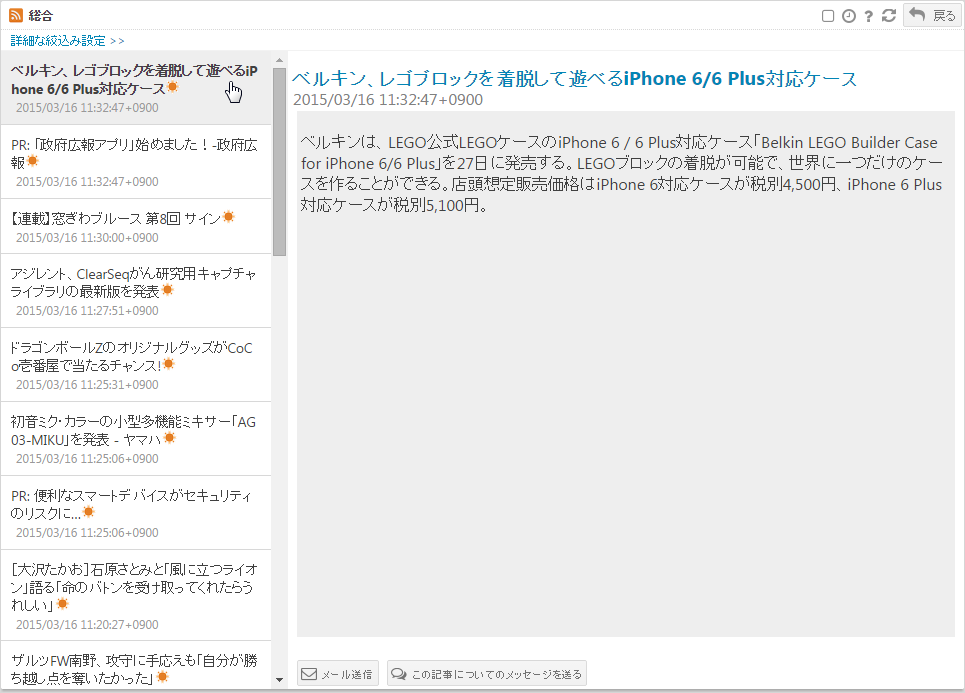 総合
?
戻る
詳細な絞込み設定 >>
ベルキン、レゴブロックを着脱して遊べるiP
hone 6/6 Plus対応ケース
2015/03/16 11:32:47+0900
PR: 「政府広報アプリ」始めました！-政府広
報
2015/03/16 11:32:47+0900
【連載】窓ぎわブルース 第8回 サイン
2015/03/16 11:30:00+0900
アジレント、ClearSeqがん研究用キャプチャ
ライブラリの最新版を発表
2015/03/16 11:27:51+0900
ドラゴンボールZのオリジナルグッズがCoC
o壱番屋で当たるチャンス!
2015/03/16 11:25:31+0900
初音ミク・カラーの小型多機能ミキサー「AG
03-MIKU」を発表 - ヤマハ
2015/03/16 11:25:06+0900
PR: 便利なスマートデバイスがセキュリティ
のリスクに...
2015/03/16 11:25:06+0900
[大沢たかお]石原さとみと「風に立つライオ
ン」語る「命のバトンを受け取ってくれたらう
れしい」
2015/03/16 11:20:27+0900
ザルツFW南野、攻守に手応えも「自分が勝
ち越し点を奪いたかった」
ベルキン、レゴブロックを着脱して遊べるiPhone 6/6 Plus対応ケース
2015/03/16 11:32:47+0900
ベルキンは、LEGO公式LEGOケースのiPhone 6 / 6 Plus対応ケース「Belkin LEGO Builder Case
for iPhone 6/6 Plus」を27日に発売する。LEGOブロックの着脱が可能で、世界に一つだけのケー
スを作ることができる。店頭想定販売価格はiPhone 6対応ケースが税別4,500円、iPhone 6 Plus
対応ケースが税別5,100円。
メール送信
この記事についてのメッセージを送る